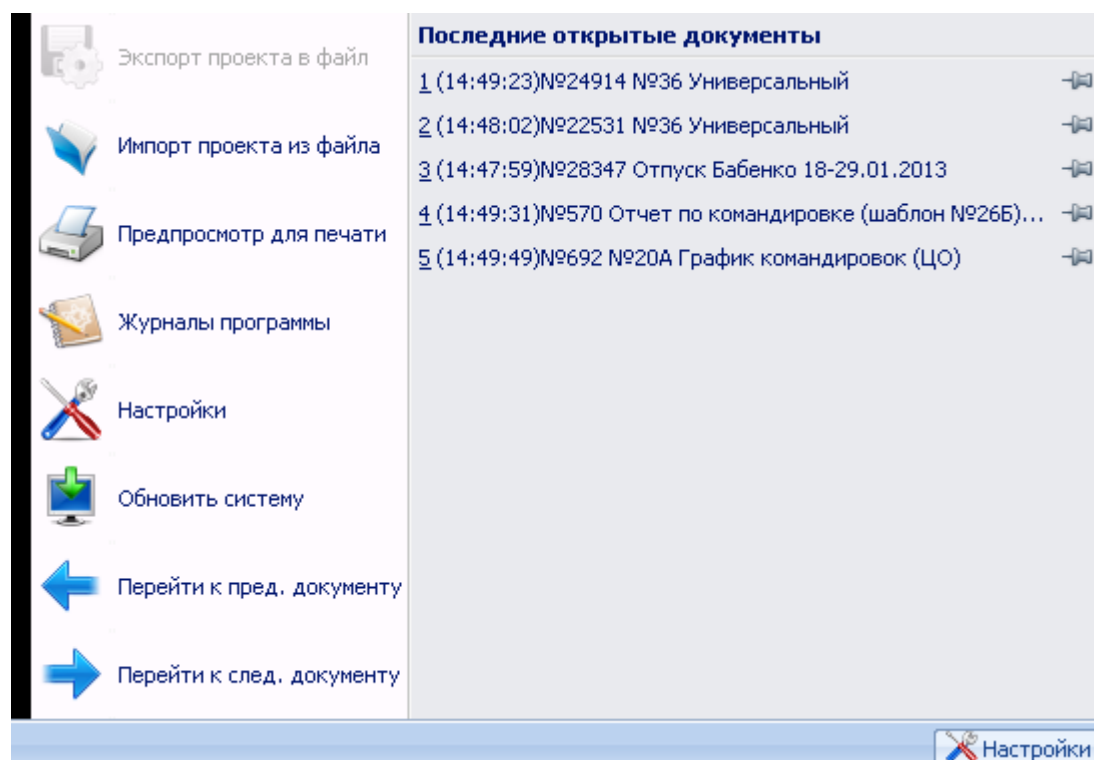 Экспорт проекта в файл
Импорт проекта из файла
Предпросмотр для печати
Журналы программы
Настройки
Обновить систему
Перейти к пред. документу
Перейти к след. документу
Последние открытые документы
1 (14:49:23)№24914 №36 Универсальный
2 (14:48:02)№22531 №36 Универсальный
3 (14:47:59)№28347 Отпуск Бабенко 18-29.01.2013
4 (14:49:31)№570 Отчет по командировке (шаблон №26Б)...
5 (14:49:49)№692 №20А График командировок (ЦО)
Настройки